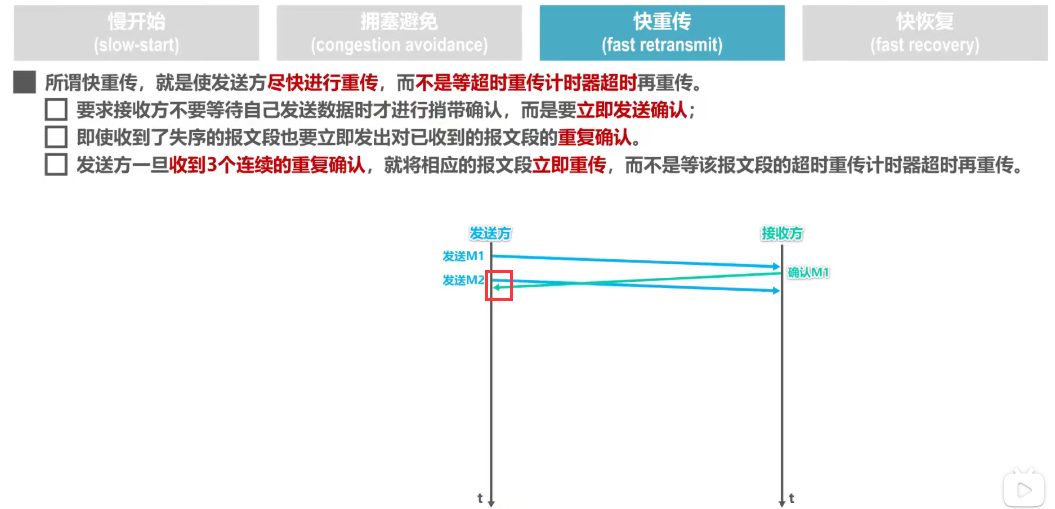 慢开始
(slow-start)
拥塞避免
(congestion avoidance)
快重传
(fast retransmit)
快恢复
(fast recovery)
所谓快重传，就是使发送方尽快进行重传，而不是等超时重传计时器超时再重传。
要求接收方不要等待自己发送数据时才进行捎带确认，而是要立即发送确认；
即使收到了失序的报文段也要立即发出对已收到的报文段的重复确认。
发送方一旦收到3个连续的重复确认，就将相应的报文段立即重传，而不是等该报文段的超时重传计时器超时再重传。
发送方
接收方
发送M1
确认M1
发送M2
t
t